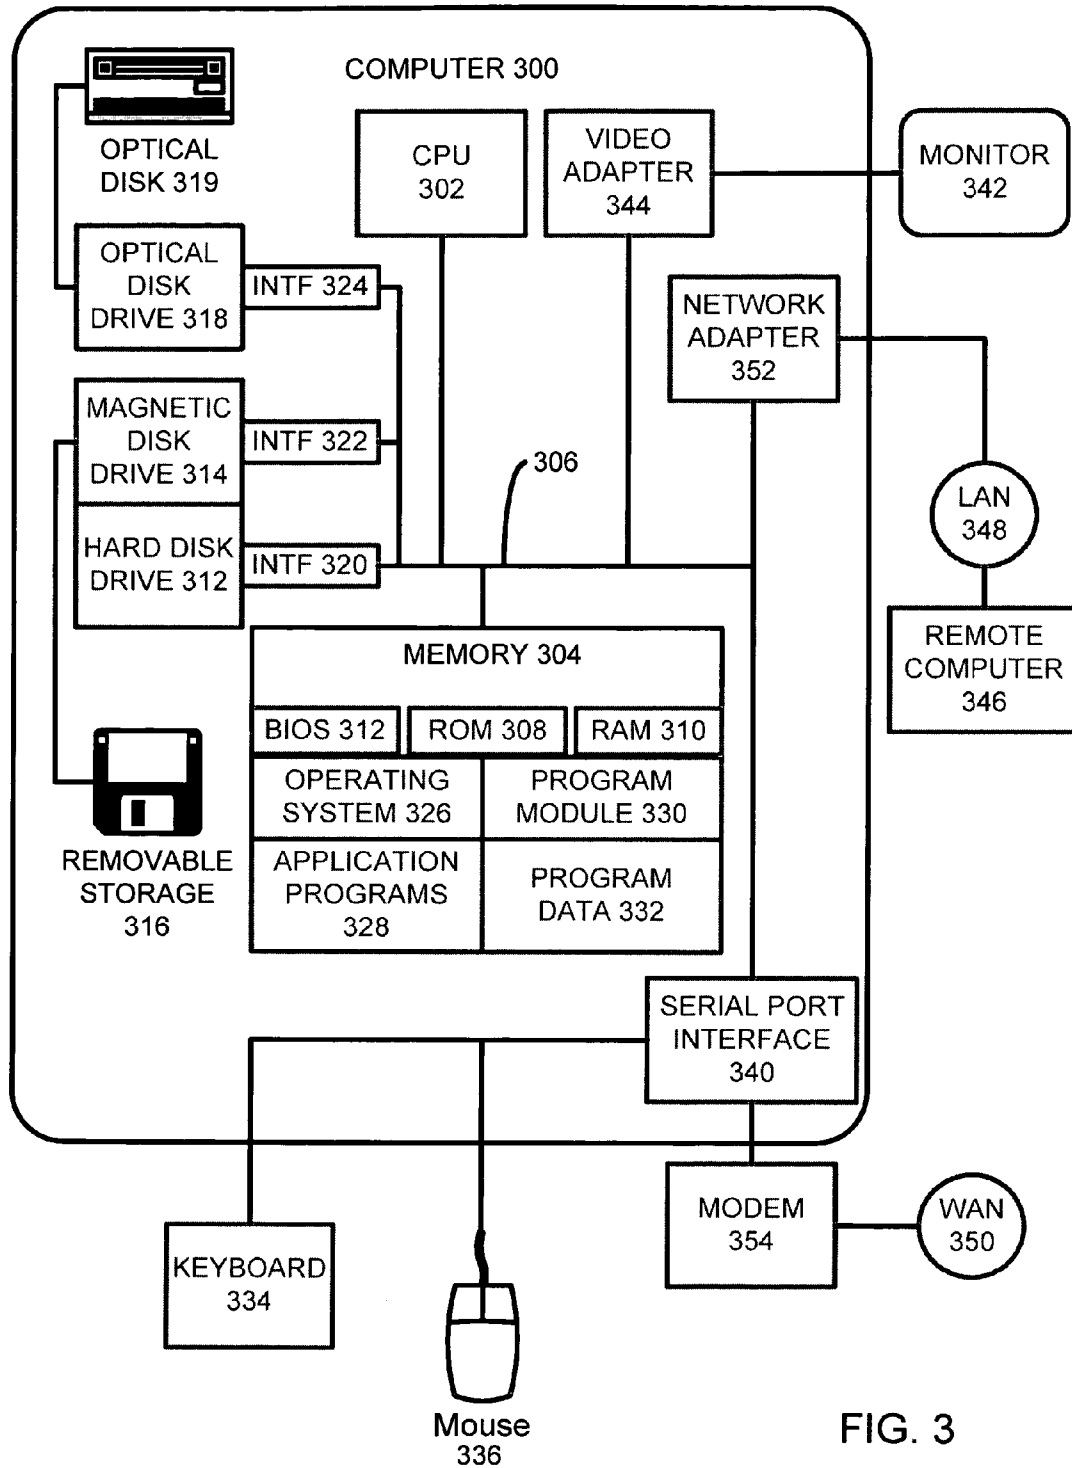 COMPUTER 300
OPTICAL
DISK 319
CPU
302
VIDEO
ADAPTER
344
MONITOR
342
OPTICAL
DISK
DRIVE 318
INTF 324
NETWORK
ADAPTER
352
MAGNETIC
DISK
DRIVE 314
INTF 322
306
LAN
348
HARD DISK
DRIVE 312
INTF 320
REMOTE
COMPUTER
346
MEMORY 304
BIOS 312
ROM 308
RAM 310
OPERATING
SYSTEM 326
PROGRAM
MODULE 330
APPLICATION
PROGRAMS
328
PROGRAM
DATA 332
REMOVABLE
STORAGE
316
SERIAL PORT
INTERFACE
340
MODEM
354
WAN
350
KEYBOARD
334
Mouse
336
FIG. 3